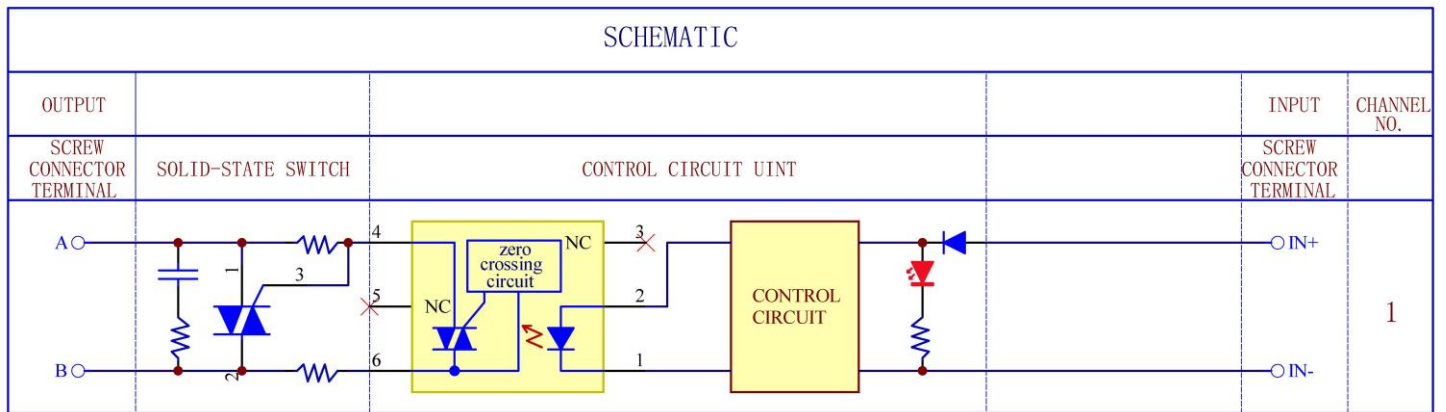 SCHEMATIC
OUTPUT
INPUT
CHANNEL
NO.
SCREW
CONNECTOR
TERMINAL
SOLID-STATE SWITCH
CONTROL CIRCUIT UINT
SCREW
CONNECTOR
TERMINAL
A
4
NC
3
IN+
zero
crossing
circuit
1
3
5
NC
2
CONTROL
CIRCUIT
1
B
2
6
1
IN-